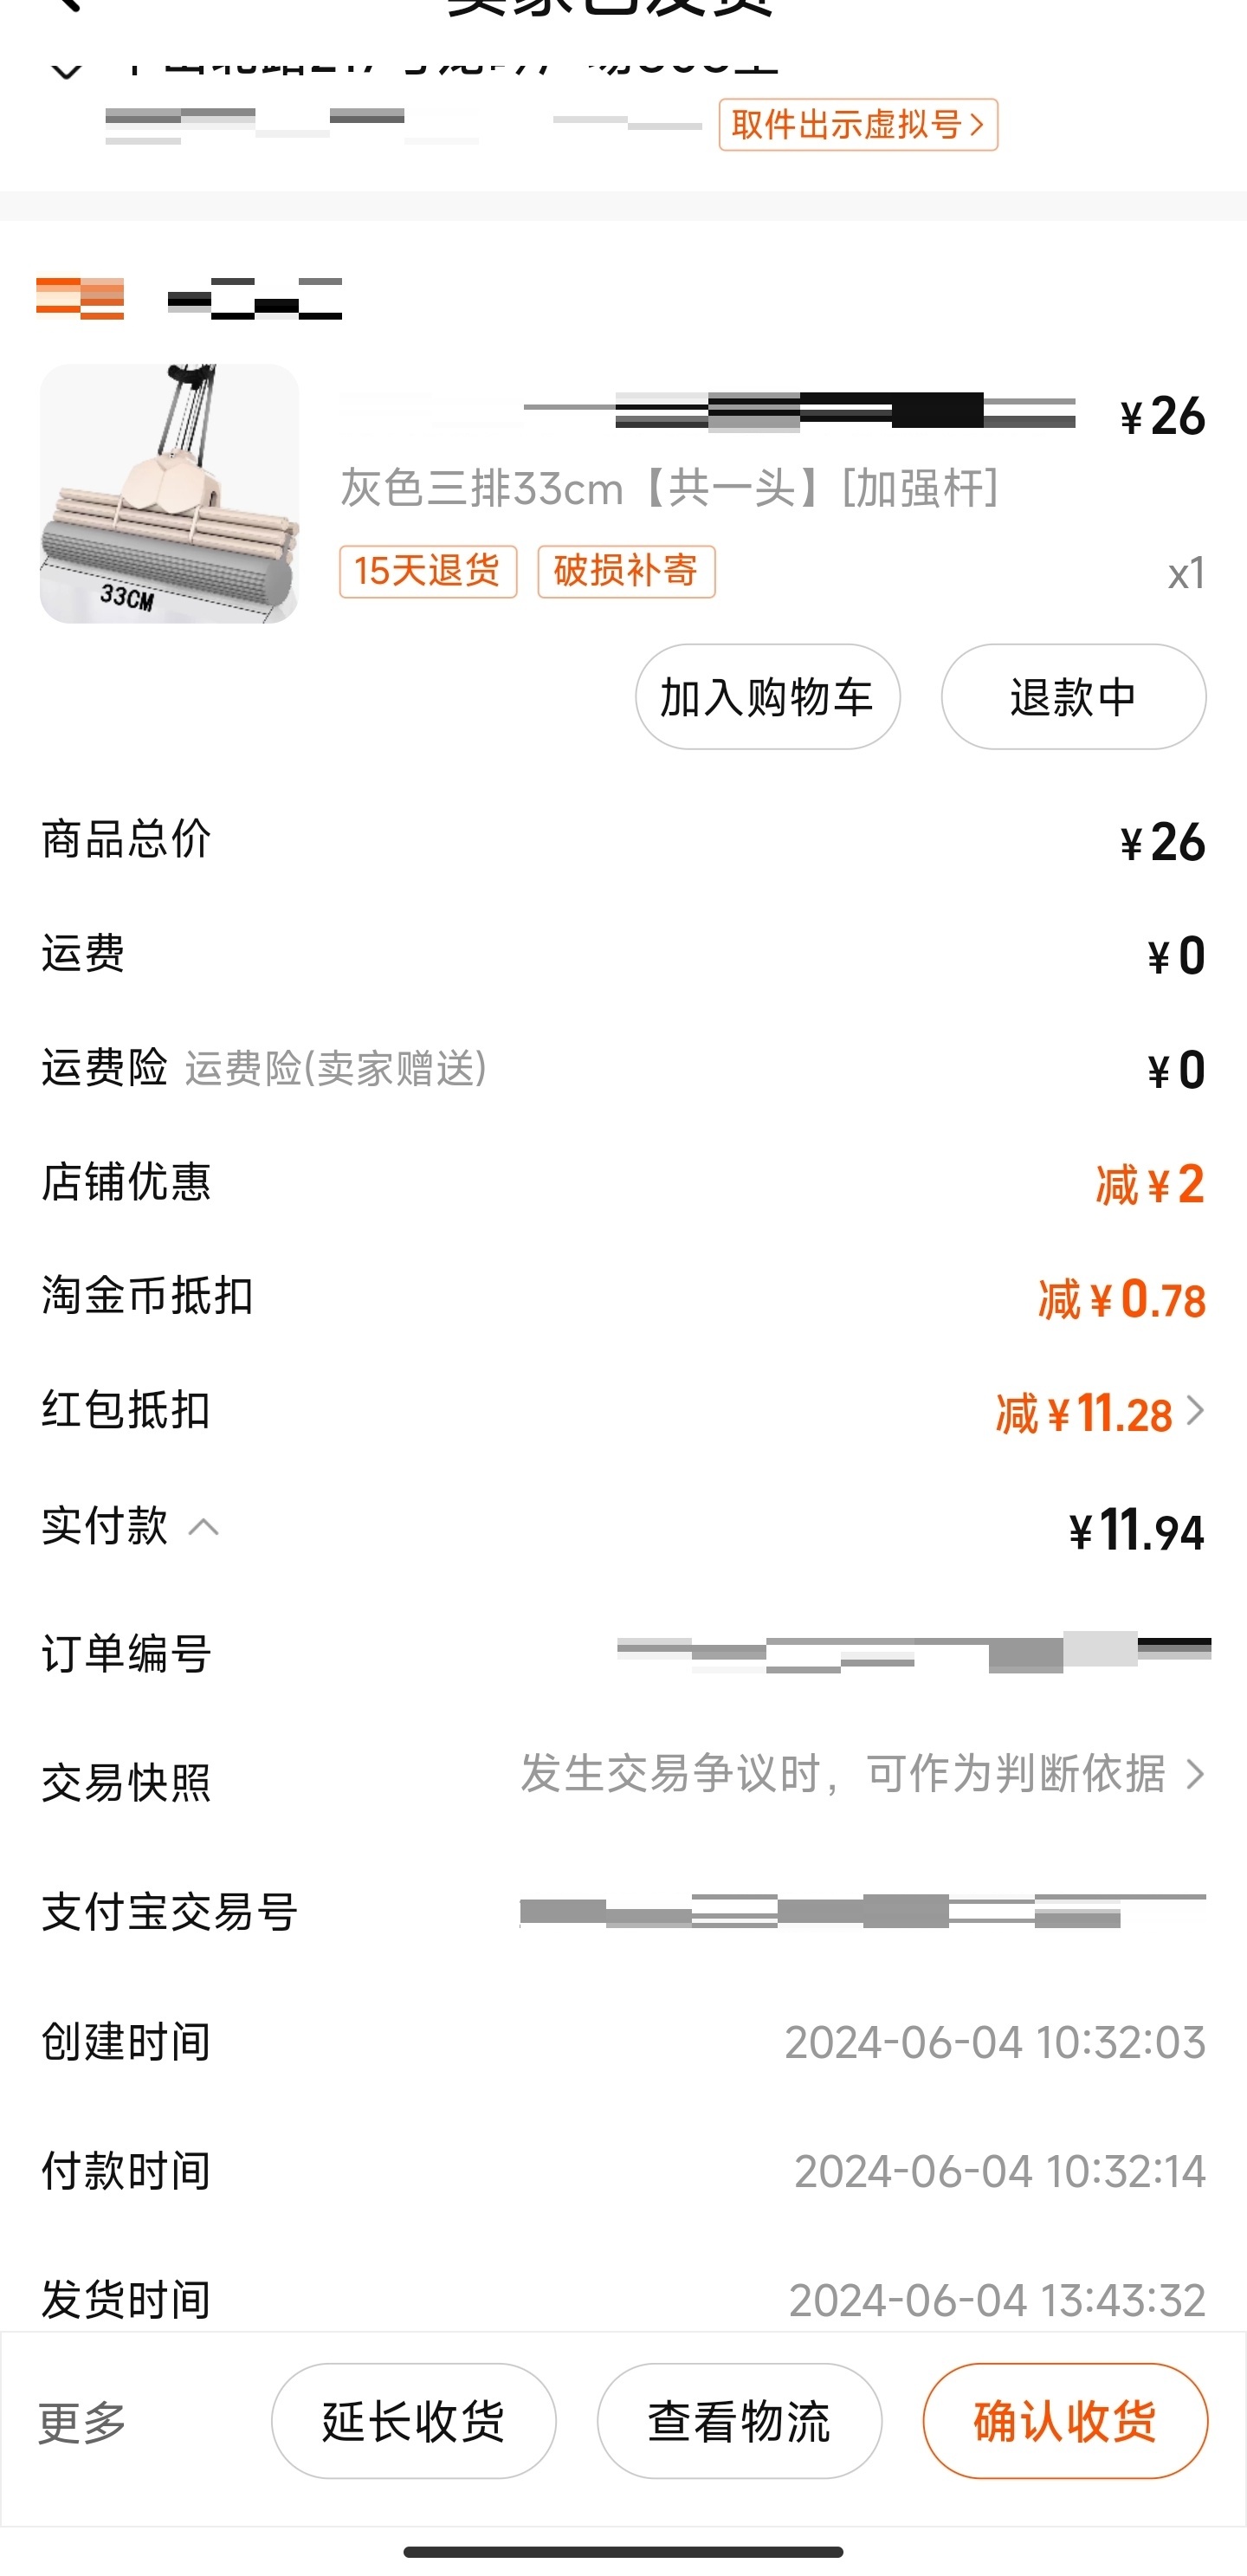 卖家已发货
取件出示虚拟号
¥26
灰色三排33cm【共一头】[加强杆]
15天退货 破损补寄 x1
33CM
加入购物车 退款中
商品总价 ¥26
运费 ¥0
运费险 运费险(卖家赠送) ¥0
店铺优惠 减¥2
淘金币抵扣 减¥0.78
红包抵扣 减¥11.28
实付款 ¥11.94
订单编号
交易快照 发生交易争议时，可作为判断依据
支付宝交易号
创建时间 2024-06-04 10:32:03
付款时间 2024-06-04 10:32:14
发货时间 2024-06-04 13:43:32
更多 延长收货 查看物流 确认收货